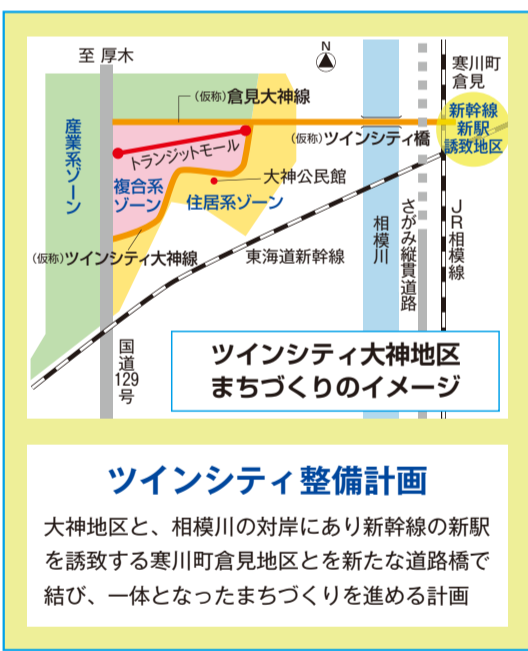 至 厚木
N
寒川町
倉見
(仮称)倉見大神線
新幹線
新駅
誘致地区
(仮称)ツインシティ橋
トランジットモール
産業系ゾーン
大神公民館
複合系
ゾーン
住居系ゾーン
(仮称)ツインシティ大神線
東海道新幹線
相模川
さがみ縦貫道路
JR相模線
国道129号
ツインシティ大神地区
まちづくりのイメージ
ツインシティ整備計画
大神地区と、相模川の対岸にあり新幹線の新駅
を誘致する寒川町倉見地区とを新たな道路橋で
結び、一体となったまちづくりを進める計画